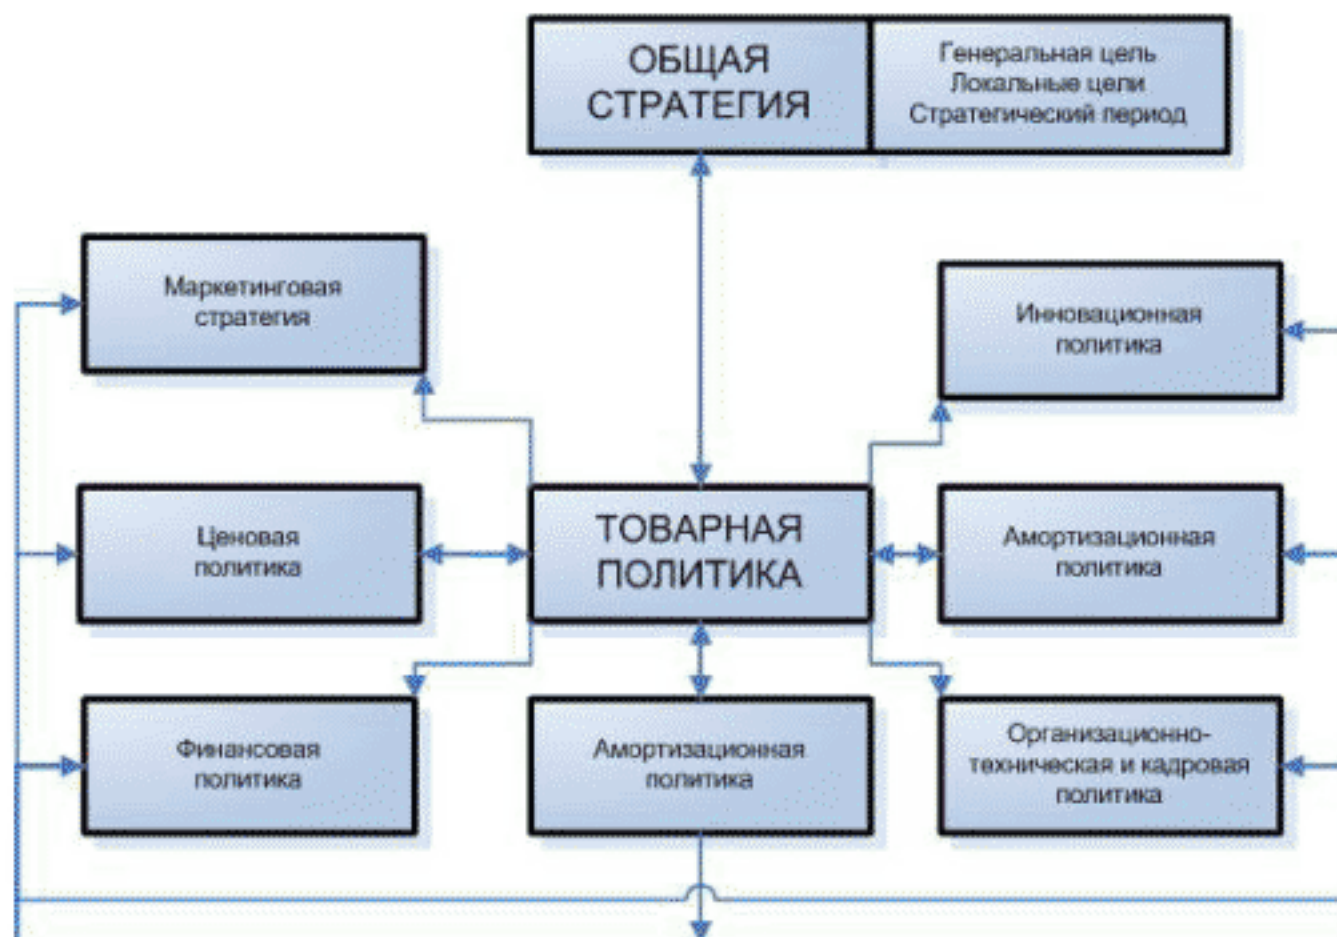 ОБЩАЯ
СТРАТЕГИЯ
Генеральная цель
Локальные цели
Стратегический период
Маркетинговая
стратегия
Инновационная
политика
Ценовая
политика
ТОВАРНАЯ
ПОЛИТИКА
Амортизационная
политика
Финансовая
политика
Амортизационная
политика
Организационно-
техническая и кадровая
политика